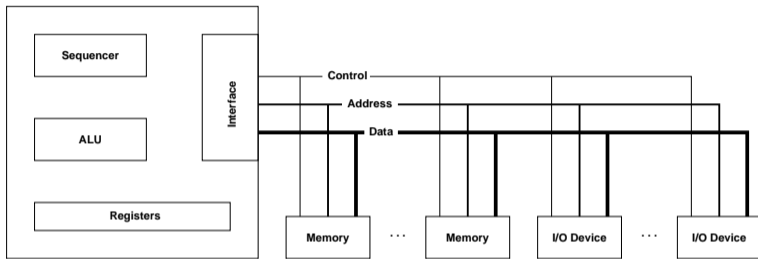 Sequencer
Interface
Control
Address
Data
ALU
Registers
Memory
...
Memory
I/O Device
...
I/O Device